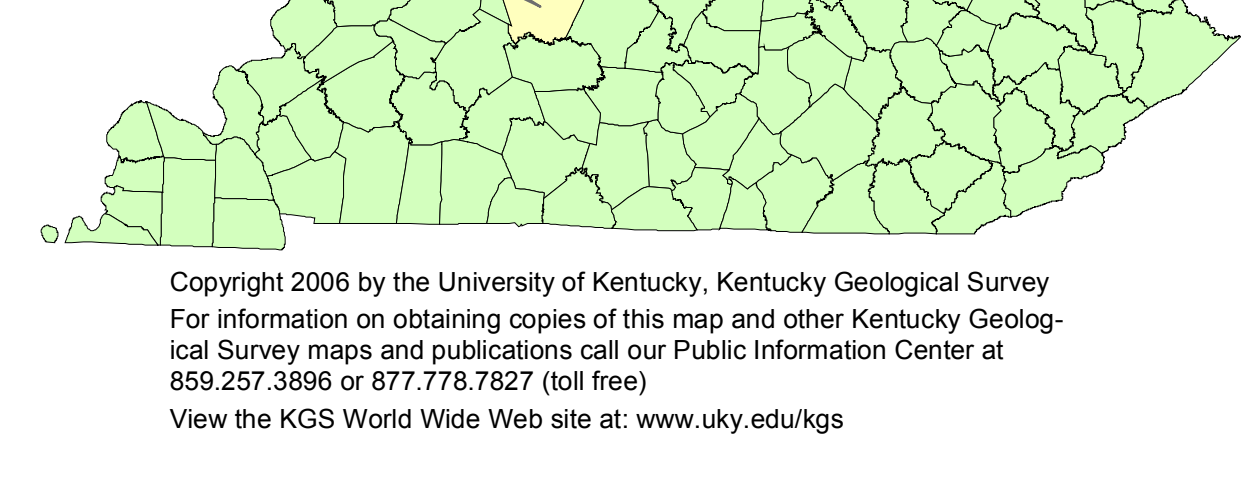 Copyright 2006 by the University of Kentucky, Kentucky Geological Survey
For information on obtaining copies of this map and other Kentucky Geolog-
ical Survey maps and publications call our Public Information Center at
859.257.3896 or 877.778.7827 (toll free)
View the KGS World Wide Web site at: www.uky.edu/kgs